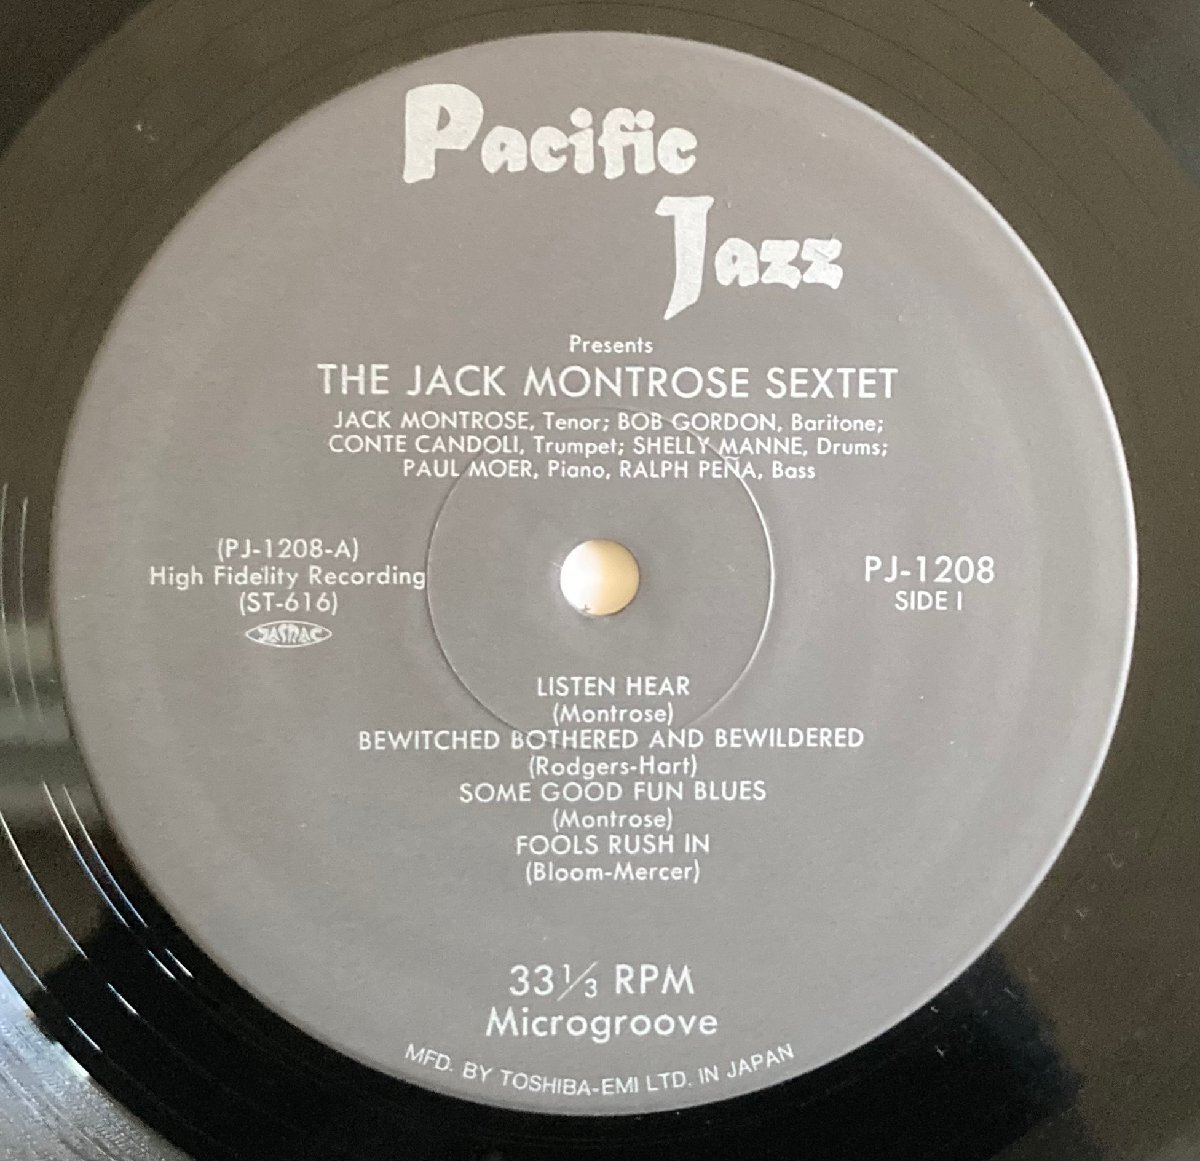 Pacific
Jazz
Presents
THE JACK MONTROSE SEXTET
JACK MONTROSE, Tenor; BOB GORDON, Baritone;
CONTE CANDOLI, Trumpet; SHELLY MANNE, Drums;
PAUL MOER, Piano, RALPH PEÑA, Bass
(PJ-1208-A)
High Fidelity Recording
(ST-616)
JASRAC
PJ-1208
SIDE I
LISTEN HEAR
(Montrose)
BEWITCHED BOTHERED AND BEWILDERED
(Rodgers-Hart)
SOME GOOD FUN BLUES
(Montrose)
FOOLS RUSH IN
(Bloom-Mercer)
33 1/3 RPM
Microgroove
MFD. BY TOSHIBA-EMI LTD. IN JAPAN